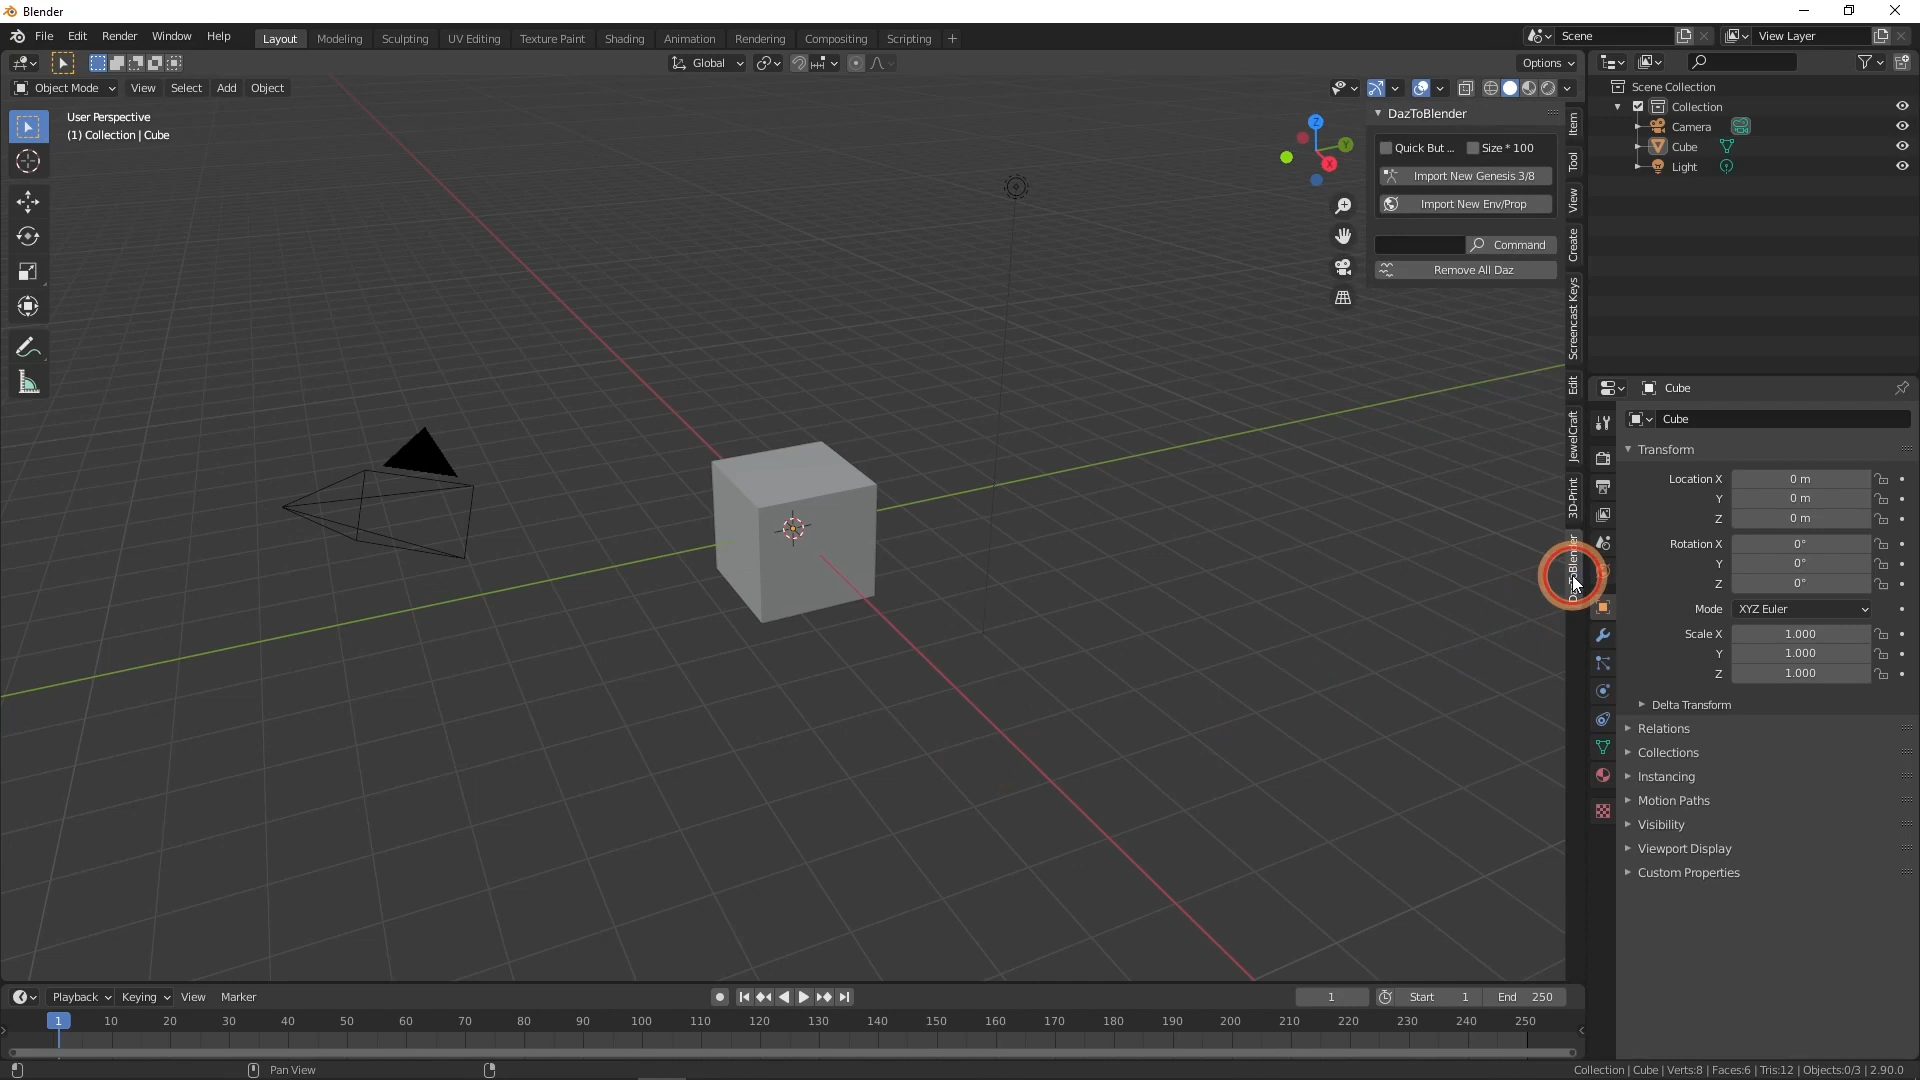 Blender
File Edit Render Window Help
Layout Modeling Sculpting UV Editing Texture Paint Shading Animation Rendering Compositing Scripting +
Scene
View Layer
Global
Options
Object Mode View Select Add Object
User Perspective
(1) Collection | Cube
Z
Y
X
DazToBlender
Quick But ... Size * 100
Import New Genesis 3/8
Import New Env/Prop
Command
Remove All Daz
Item
Tool
View
Create
Screencast Keys
Edit
JewelCraft
3D-Print
Scene Collection
Collection
Camera
Cube
Light
Cube
Cube
Transform
Location X 0 m
Y 0 m
Z 0 m
Rotation X 0°
Y 0°
Z 0°
Mode XYZ Euler
Scale X 1.000
Y 1.000
Z 1.000
Delta Transform
Relations
Collections
Instancing
Motion Paths
Visibility
Viewport Display
Custom Properties
Playback Keying View Marker
1 Start 1 End 250
1 10 20 30 40 50 60 70 80 90 100 110 120 130 140 150 160 170 180 190 200 210 220 230 240 250
Pan View
Collection | Cube | Verts:8 | Faces:6 | Tris:12 | Objects:0/3 | 2.90.0